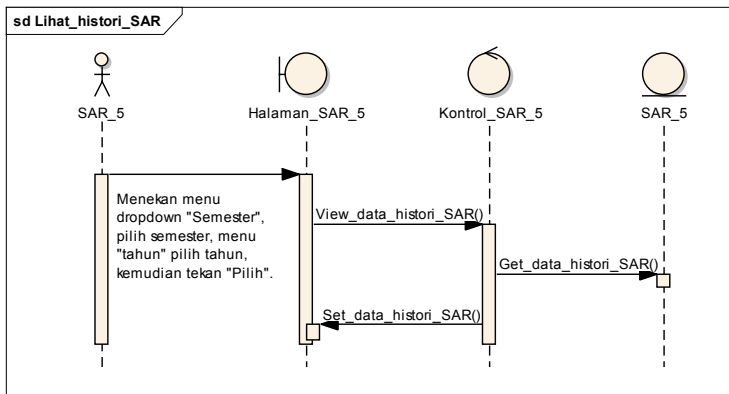 sd Lihat_histori_SAR
SAR_5
Halaman_SAR_5
Kontrol_SAR_5
SAR_5
Menekan menu
dropdown "Semester",
pilih semester, menu
"tahun" pilih tahun,
kemudian tekan "Pilih".
View_data_histori_SAR()
Get_data_histori_SAR()
Set_data_histori_SAR()